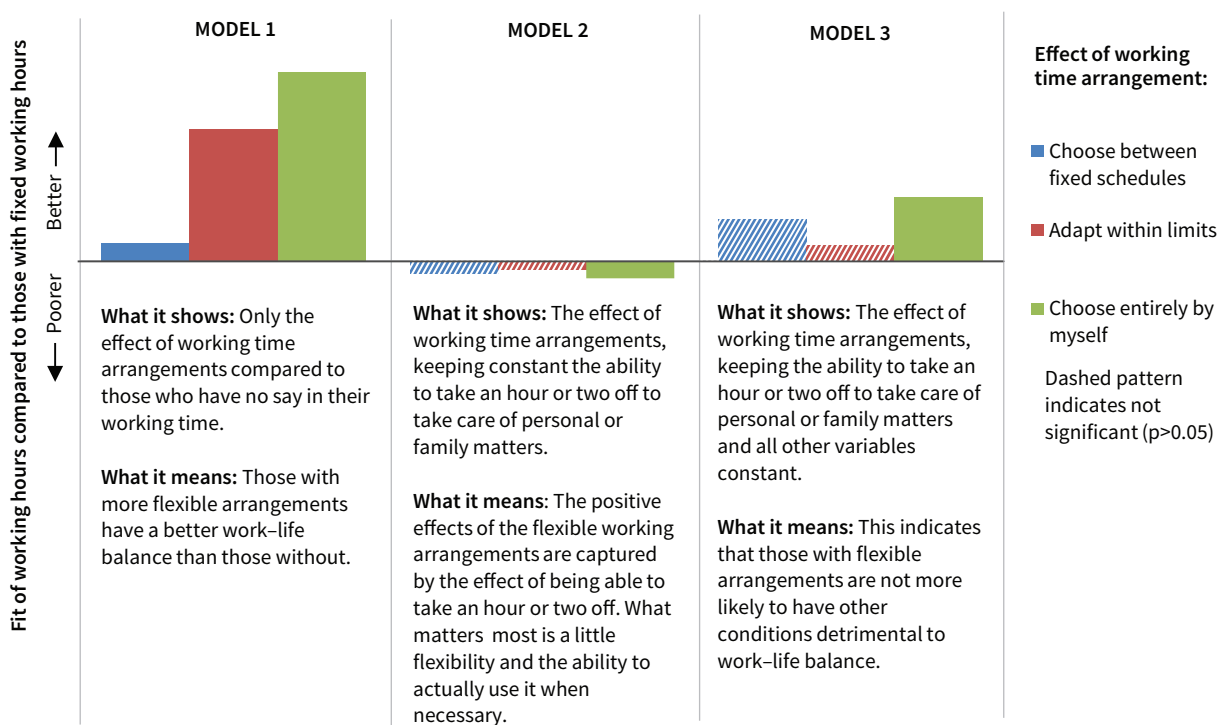 Fit of working hours compared to those with fixed working hours
Poorer
Better
MODEL 1
What it shows: Only the
effect of working time
arrangements compared to
those who have no say in their
working time.
What it means: Those with
more flexible arrangements
have a better work–life
balance than those without.
MODEL 2
What it shows: The effect of
working time arrangements,
keeping constant the ability
to take an hour or two off to
take care of personal or
family matters.
What it means: The positive
effects of the flexible working
arrangements are captured
by the effect of being able to
take an hour or two off. What
matters most is a little
flexibility and the ability to
actually use it when
necessary.
MODEL 3
What it shows: The effect of
working time arrangements,
keeping the ability to take an
hour or two off to take care of
personal or family matters
and all other variables
constant.
What it means: This indicates
that those with flexible
arrangements are not more
likely to have other
conditions detrimental to
work–life balance.
Effect of working
time arrangement:
Choose between
fixed schedules
Adapt within limits
Choose entirely by
myself
Dashed pattern
indicates not
significant (p>0.05)